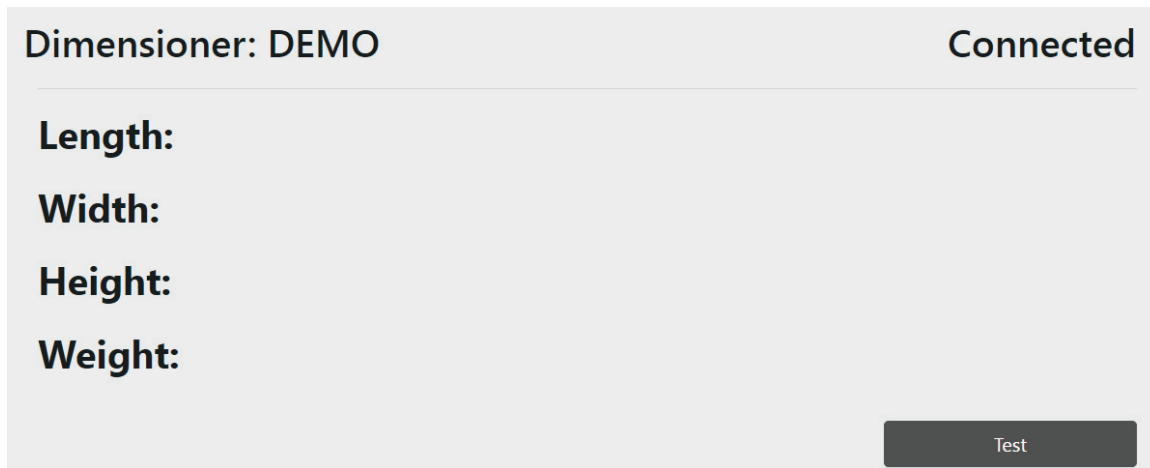 Dimensioner: DEMO Connected
Length:
Width:
Height:
Weight:
Test